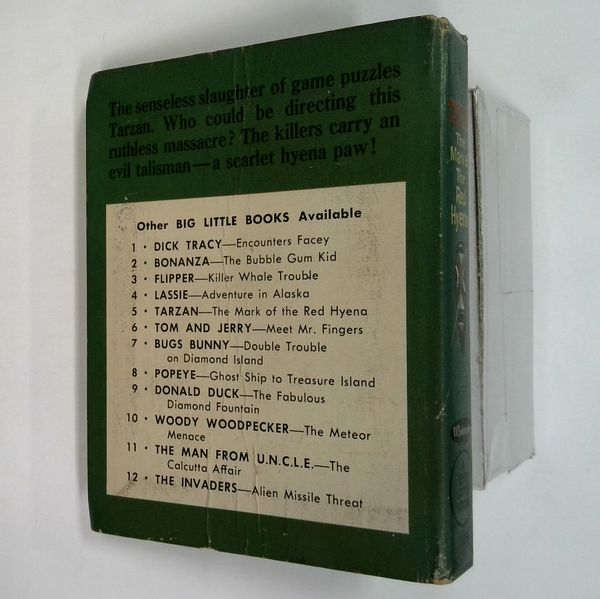 The senseless slaughter of game puzzles
Tarzan. Who could be directing this
ruthless massacre? The killers carry an
evil talisman—a scarlet hyena paw!
Other BIG LITTLE BOOKS Available
1 • DICK TRACY—Encounters Facey
2 • BONANZA—The Bubble Gum Kid
3 • FLIPPER—Killer Whale Trouble
4 • LASSIE—Adventure in Alaska
5 • TARZAN—The Mark of the Red Hyena
6 • TOM AND JERRY—Meet Mr. Fingers
7 • BUGS BUNNY—Double Trouble
on Diamond Island
8 • POPEYE—Ghost Ship to Treasure Island
9 • DONALD DUCK—The Fabulous
Diamond Fountain
10 • WOODY WOODPECKER—The Meteor
Menace
11 • THE MAN FROM U.N.C.L.E.—The
Calcutta Affair
12 • THE INVADERS—Alien Missile Threat
The
Mark
The
Red
Hyena